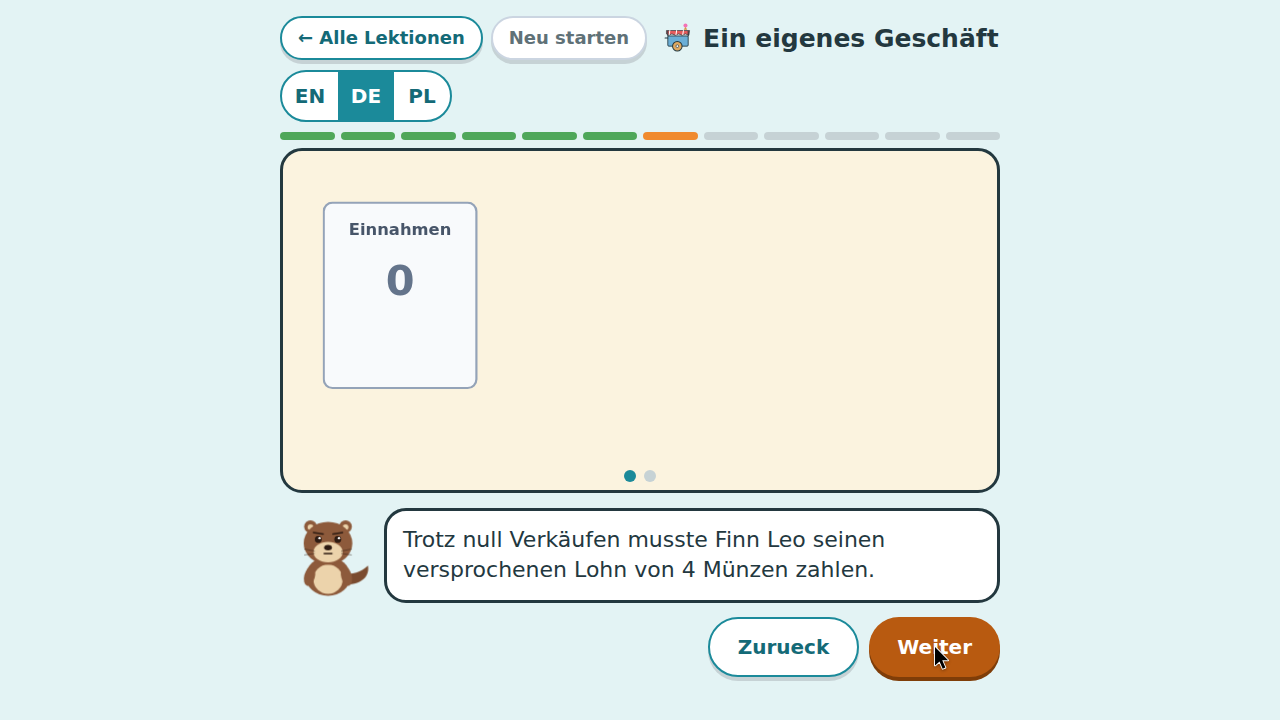 ← Alle Lektionen
Neu starten
Ein eigenes Geschäft
EN DE PL
Einnahmen
0
Trotz null Verkäufen musste Finn Leo seinen
versprochenen Lohn von 4 Münzen zahlen.
Zurueck
Weiter